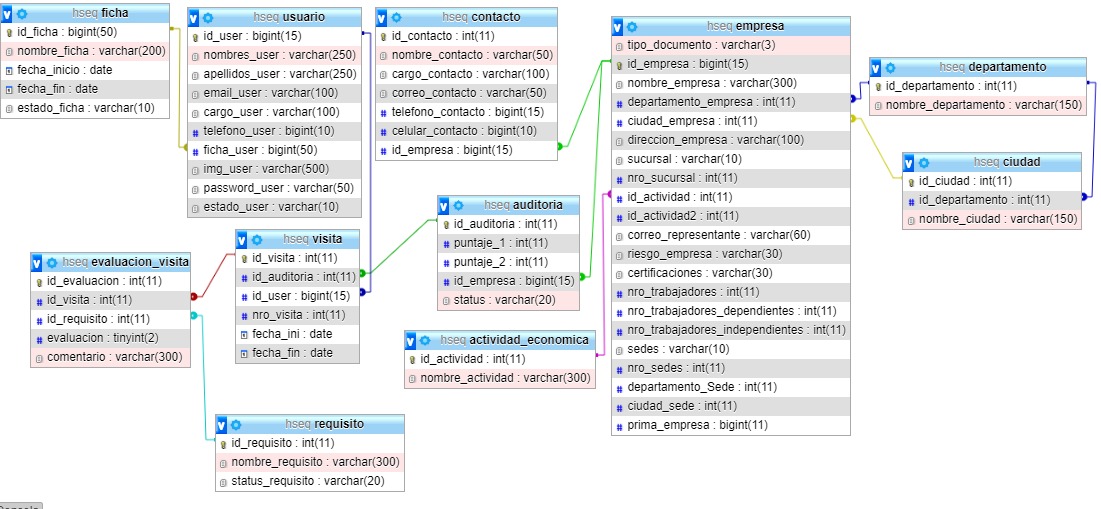 hseq ficha
id_ficha : bigint(50)
nombre_ficha : varchar(200)
fecha_inicio : date
fecha_fin : date
estado_ficha : varchar(10)
hseq usuario
id_user : bigint(15)
nombres_user : varchar(250)
apellidos_user : varchar(250)
email_user : varchar(100)
cargo_user : varchar(100)
telefono_user : bigint(10)
ficha_user : bigint(50)
img_user : varchar(500)
password_user : varchar(50)
estado_user : varchar(10)
hseq contacto
id_contacto : int(11)
nombre_contacto : varchar(50)
cargo_contacto : varchar(100)
correo_contacto : varchar(50)
telefono_contacto : bigint(15)
celular_contacto : bigint(10)
id_empresa : bigint(15)
hseq empresa
tipo_documento : varchar(3)
id_empresa : bigint(15)
nombre_empresa : varchar(300)
departamento_empresa : int(11)
ciudad_empresa : int(11)
direccion_empresa : varchar(100)
sucursal : varchar(10)
nro_sucursal : int(11)
id_actividad : int(11)
id_actividad2 : int(11)
correo_representante : varchar(60)
riesgo_empresa : varchar(30)
certificaciones : varchar(30)
nro_trabajadores : int(11)
nro_trabajadores_dependientes : int(11)
nro_trabajadores_independientes : int(11)
sedes : varchar(10)
nro_sedes : int(11)
departamento_Sede : int(11)
ciudad_sede : int(11)
prima_empresa : bigint(11)
hseq departamento
id_departamento : int(11)
nombre_departamento : varchar(150)
hseq ciudad
id_ciudad : int(11)
id_departamento : int(11)
nombre_ciudad : varchar(150)
hseq auditoria
id_auditoria : int(11)
puntaje_1 : int(11)
puntaje_2 : int(11)
id_empresa : bigint(15)
status : varchar(20)
hseq visita
id_visita : int(11)
id_auditoria : int(11)
id_user : bigint(15)
nro_visita : int(11)
fecha_ini : date
fecha_fin : date
hseq evaluacion_visita
id_evaluacion : int(11)
id_visita : int(11)
id_requisito : int(11)
evaluacion : tinyint(2)
comentario : varchar(300)
hseq actividad_economica
id_actividad : int(11)
nombre_actividad : varchar(300)
hseq requisito
id_requisito : int(11)
nombre_requisito : varchar(300)
status_requisito : varchar(20)